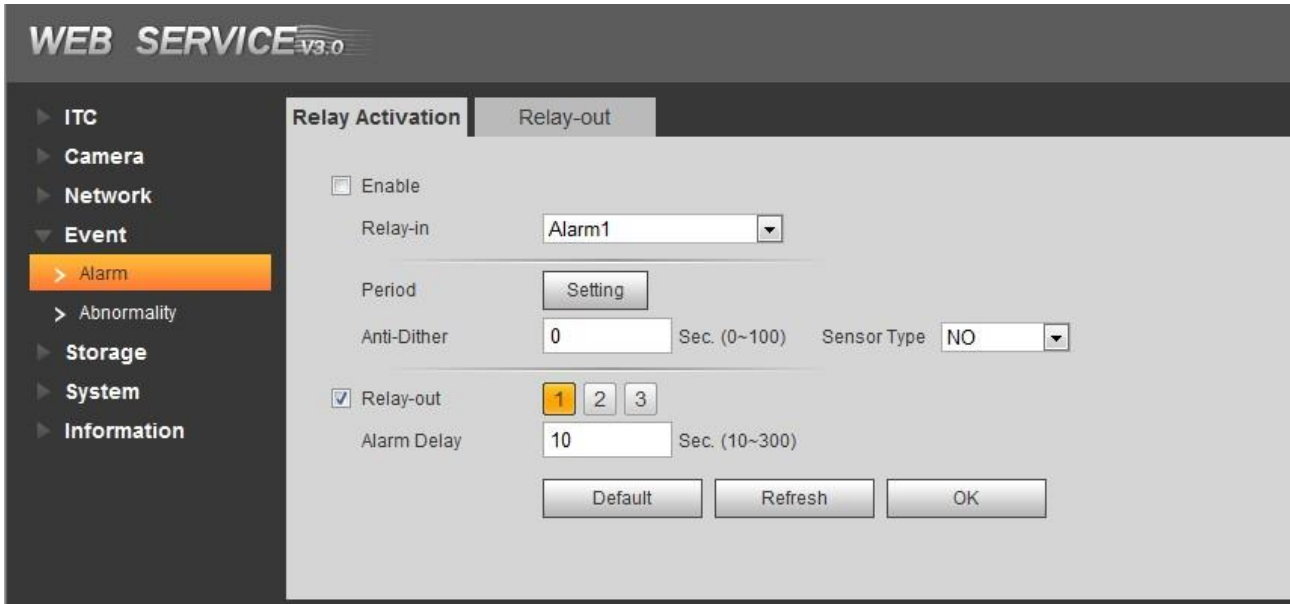 WEB SERVICE V3.0
ITC
Camera
Network
Event
Alarm
Abnormality
Storage
System
Information
Relay Activation
Relay-out
Enable
Relay-in Alarm1
Period Setting
Anti-Dither 0 Sec. (0~100) Sensor Type NO
Relay-out 1 2 3
Alarm Delay 10 Sec. (10~300)
Default Refresh OK